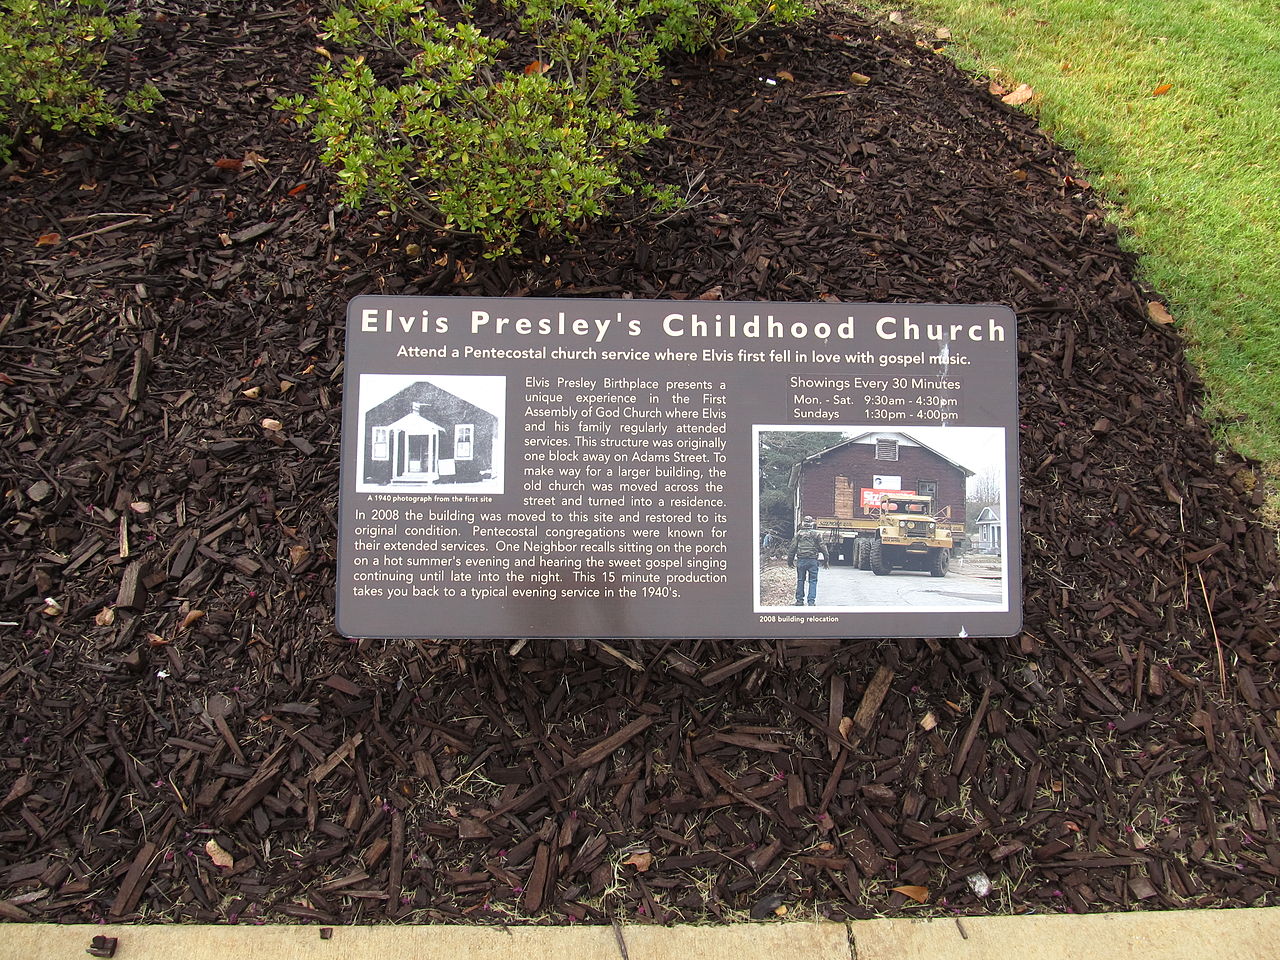 Elvis Presley's Childhood Church
Attend a Pentecostal church service where Elvis first fell in love with gospel music.
A 1940 photograph from the first site
Elvis Presley Birthplace presents a
unique experience in the First
Assembly of God Church where Elvis
and his family regularly attended
services. This structure was originally
one block away on Adams Street. To
make way for a larger building, the
old church was moved across the
street and turned into a residence.
In 2008 the building was moved to this site and restored to its
original condition. Pentecostal congregations were known for
their extended services. One Neighbor recalls sitting on the porch
on a hot summer's evening and hearing the sweet gospel singing
continuing until late into the night. This 15 minute production
takes you back to a typical evening service in the 1940's.
Showings Every 30 Minutes
Mon. - Sat. 9:30am - 4:30pm
Sundays 1:30pm - 4:00pm
2008 building relocation